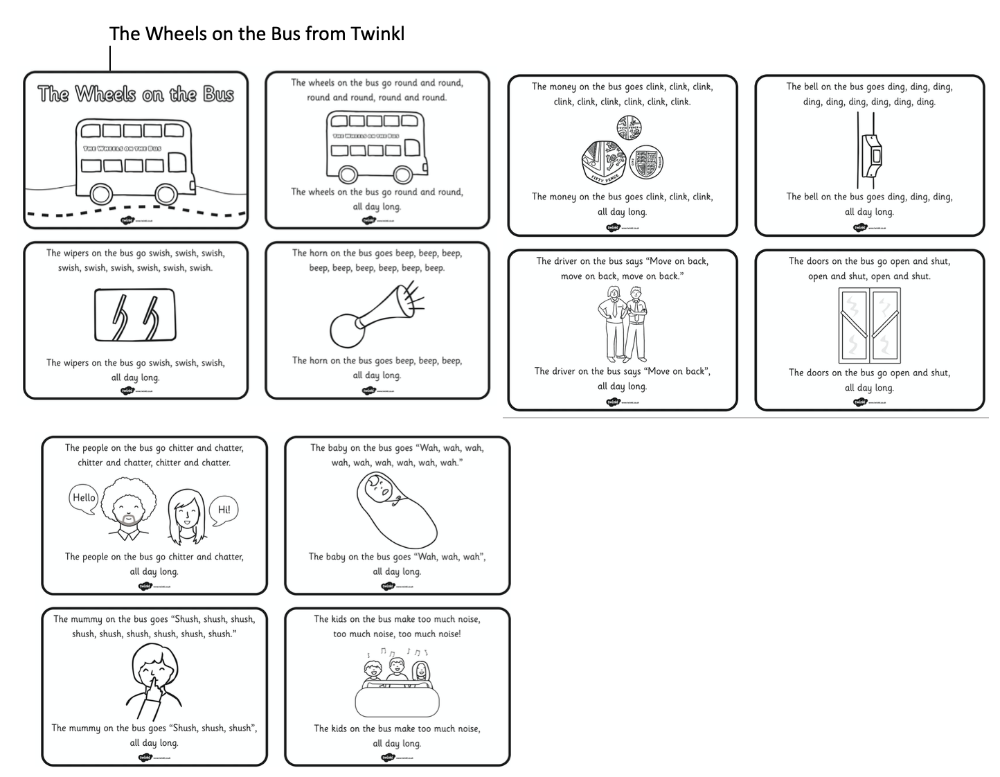 The Wheels on the Bus from Twinkl
The Wheels on the Bus
The Wheels on the Bus
twinkl www.twinkl.co.uk
The wheels on the bus go round and round,
round and round, round and round.
The Wheels on the Bus
The wheels on the bus go round and round,
all day long.
twinkl www.twinkl.co.uk
The money on the bus goes clink, clink, clink,
clink, clink, clink, clink, clink, clink.
FIVE PENCE
FIFTY PENCE
ONE POUND
The money on the bus goes clink, clink, clink,
all day long.
twinkl www.twinkl.co.uk
The bell on the bus goes ding, ding, ding,
ding, ding, ding, ding, ding, ding.
The bell on the bus goes ding, ding, ding,
all day long.
twinkl www.twinkl.co.uk
The wipers on the bus go swish, swish, swish,
swish, swish, swish, swish, swish, swish.
The wipers on the bus go swish, swish, swish,
all day long.
twinkl www.twinkl.co.uk
The horn on the bus goes beep, beep, beep,
beep, beep, beep, beep, beep, beep.
The horn on the bus goes beep, beep, beep,
all day long.
twinkl www.twinkl.co.uk
The driver on the bus says “Move on back,
move on back, move on back.”
The driver on the bus says “Move on back”,
all day long.
twinkl www.twinkl.co.uk
The doors on the bus go open and shut,
open and shut, open and shut.
The doors on the bus go open and shut,
all day long.
twinkl www.twinkl.co.uk
The people on the bus go chitter and chatter,
chitter and chatter, chitter and chatter.
Hello
Hi!
The people on the bus go chitter and chatter,
all day long.
twinkl www.twinkl.co.uk
The baby on the bus goes “Wah, wah, wah,
wah, wah, wah, wah, wah, wah.”
The baby on the bus goes “Wah, wah, wah”,
all day long.
twinkl www.twinkl.co.uk
The mummy on the bus goes “Shush, shush, shush,
shush, shush, shush, shush, shush, shush.”
The mummy on the bus goes “Shush, shush, shush”,
all day long.
twinkl www.twinkl.co.uk
The kids on the bus make too much noise,
too much noise, too much noise!
The kids on the bus make too much noise,
all day long.
twinkl www.twinkl.co.uk